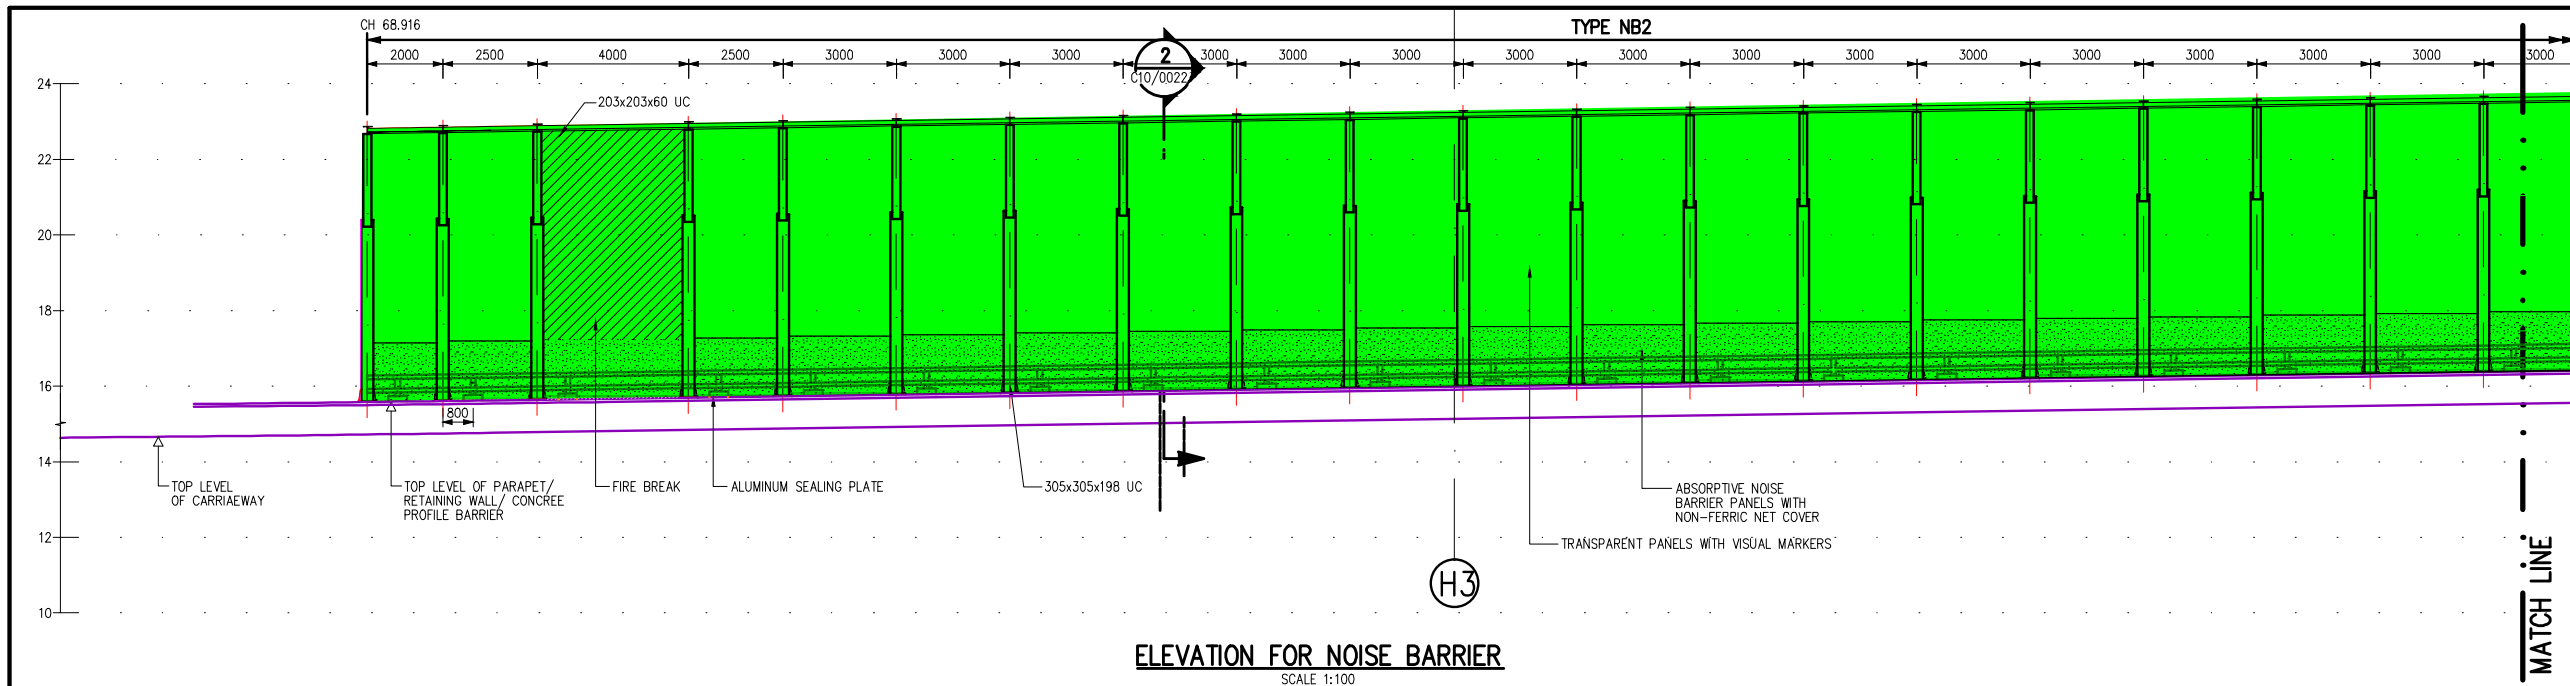 CH 68.916
TYPE NB2
2000 2500 4000 2500 3000 3000 3000 3000 3000 3000 3000 3000 3000 3000 3000 3000 3000 3000 3000
2
C10/0022
24
203x203x60 UC
22
20
18
16
800
14
TOP LEVEL
OF CARRIAEWAY
TOP LEVEL OF PARAPET/
RETAINING WALL/ CONCREE
PROFILE BARRIER
FIRE BREAK
ALUMINUM SEALING PLATE
305x305x198 UC
ABSORPTIVE NOISE
BARRIER PANELS WITH
NON-FERRIC NET COVER
TRANSPARENT PANELS WITH VISUAL MARKERS
12
10
H3
MATCH LINE
ELEVATION FOR NOISE BARRIER
SCALE 1:100